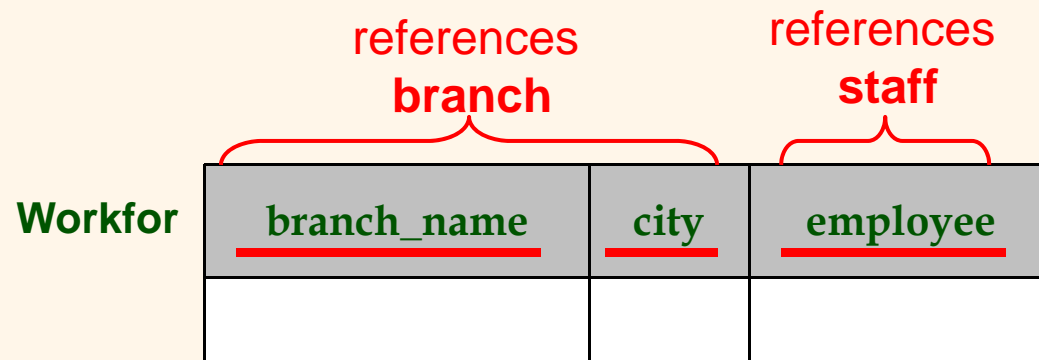 references
branch
references
staff
Workfor
branch_name
city
employee